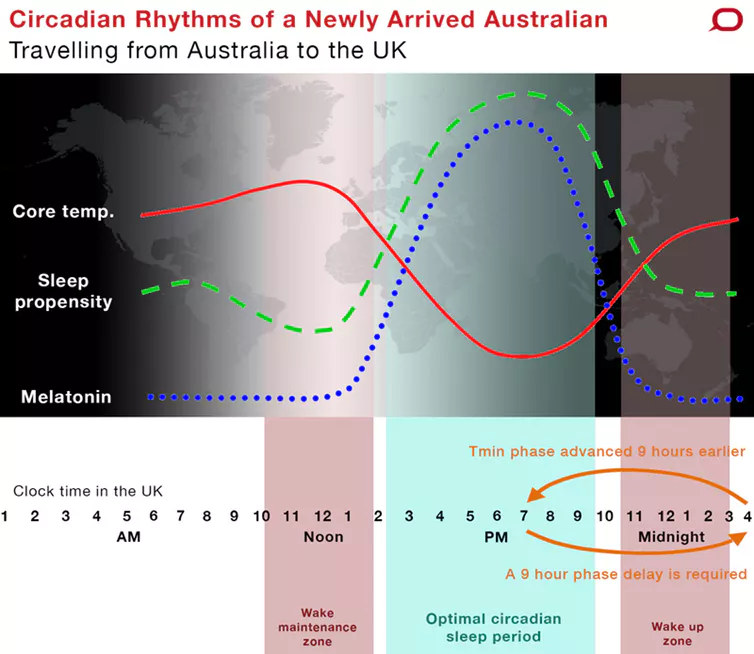 Circadian Rhythms of a Newly Arrived Australian
Travelling from Australia to the UK
Core temp.
Sleep
propensity
Melatonin
Tmin phase advanced 9 hours earlier
Clock time in the UK
1 2 3 4 5 6 7 8 9 10 11 12 1 2 3 4 5 6 7 8 9 10 11 12 1 2 3 4
AM Noon PM Midnight
A 9 hour phase delay is required
Wake
maintenance
zone
Optimal circadian
sleep period
Wake up
zone